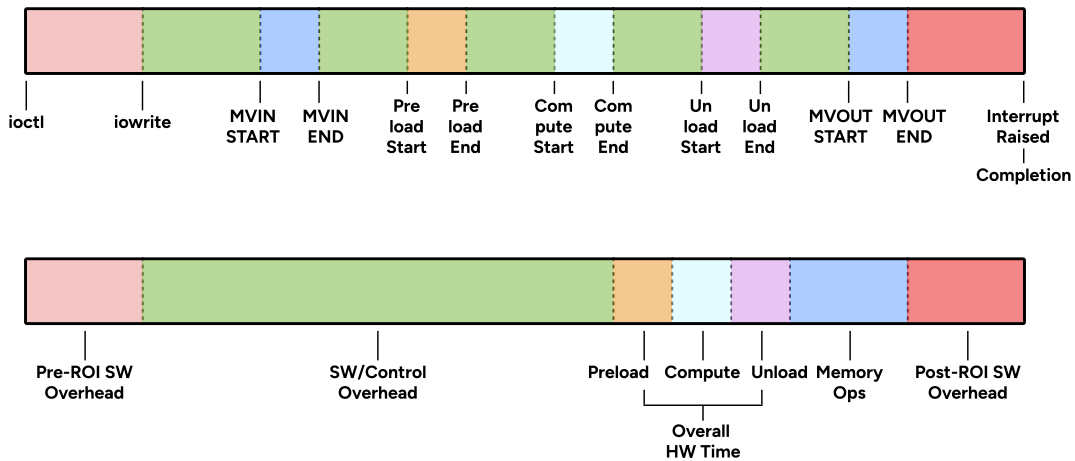 ioctl
iowrite
MVIN
START
MVIN
END
Pre
load
Start
Pre
load
End
Com
pute
Start
Com
pute
End
Un
load
Start
Un
load
End
MVOUT
START
MVOUT
END
Interrupt
Raised
Completion
Pre-ROI SW
Overhead
SW/Control
Overhead
Preload
Compute
Unload
Memory
Ops
Post-ROI SW
Overhead
Overall
HW Time